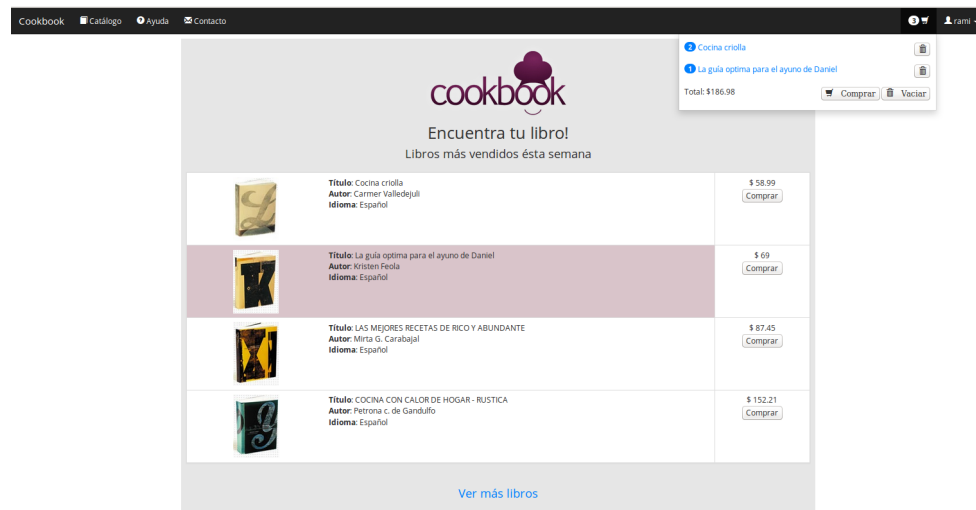 Cookbook Catálogo Ayuda Contacto 3 rami
2 Cocina criolla
1 La guía optima para el ayuno de Daniel
Total: $186.98 Comprar Vaciar
cookbook
Encuentra tu libro!
Libros más vendidos ésta semana
Título: Cocina criolla
Autor: Carmer Valledejuli
Idioma: Español
$ 58.99
Comprar
Título: La guía optima para el ayuno de Daniel
Autor: Kristen Feola
Idioma: Español
$ 69
Comprar
Título: LAS MEJORES RECETAS DE RICO Y ABUNDANTE
Autor: Mirta G. Carabajal
Idioma: Español
$ 87.45
Comprar
Título: COCINA CON CALOR DE HOGAR - RUSTICA
Autor: Petrona c. de Gandulfo
Idioma: Español
$ 152.21
Comprar
Ver más libros